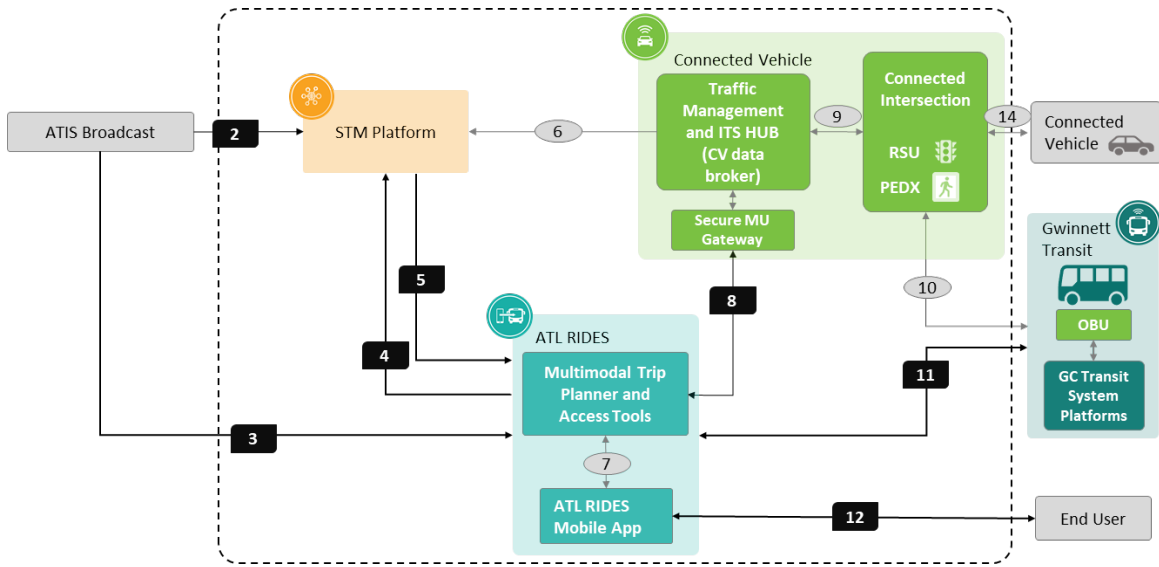 Connected Vehicle
Traffic
Management
and ITS HUB
(CV data
broker)
Connected
Intersection
RSU
PEDX
9
14
Connected
Vehicle
ATIS Broadcast
2
STM Platform
6
Secure MU
Gateway
Gwinnett
Transit
OBU
GC Transit
System
Platforms
10
5
8
4
ATL RIDES
Multimodal Trip
Planner and
Access Tools
11
3
7
ATL RIDES
Mobile App
12
End User